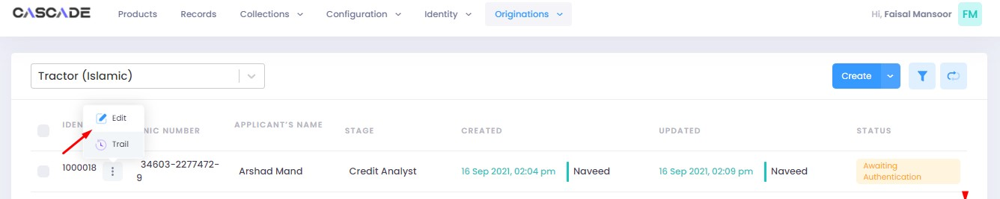 CASCADE Products Records Collections Configuration Identity Originations Hi, Faisal Mansoor FM
Tractor (Islamic) Create
Edit
Trail
IDEN NIC NUMBER APPLICANT'S NAME STAGE CREATED UPDATED STATUS
1000018 34603-2277472- Arshad Mand Credit Analyst 16 Sep 2021, 02:04 pm Naveed 16 Sep 2021, 02:09 pm Naveed Awaiting
9 Authentication